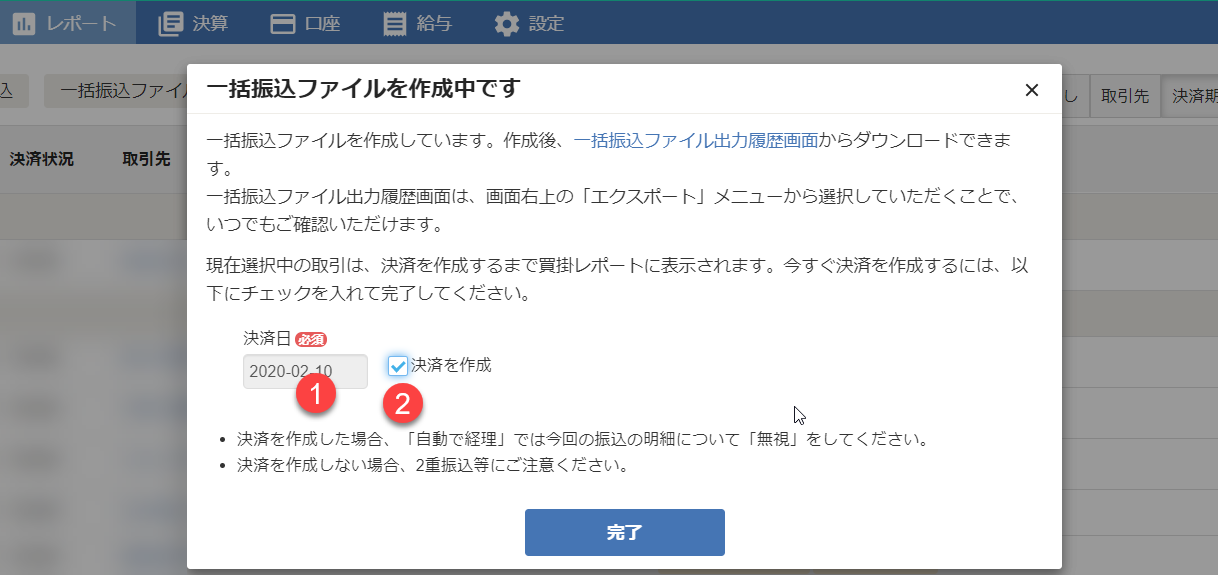 レポート 決算 口座 給与 設定
込 一括振込ファイル し 取引先 決済期
決済状況 取引先
一括振込ファイルを作成中です ×
一括振込ファイルを作成しています。作成後、一括振込ファイル出力履歴画面からダウンロードできま
す。
一括振込ファイル出力履歴画面は、画面右上の「エクスポート」メニューから選択していただくことで、
いつでもご確認いただけます。
現在選択中の取引は、決済を作成するまで買掛レポートに表示されます。今すぐ決済を作成するには、以
下にチェックを入れて完了してください。
決済日 必須
2020-02-10 決済を作成
1 2
• 決済を作成した場合、「自動で経理」では今回の振込の明細について「無視」をしてください。
• 決済を作成しない場合、2重振込等にご注意ください。
完了